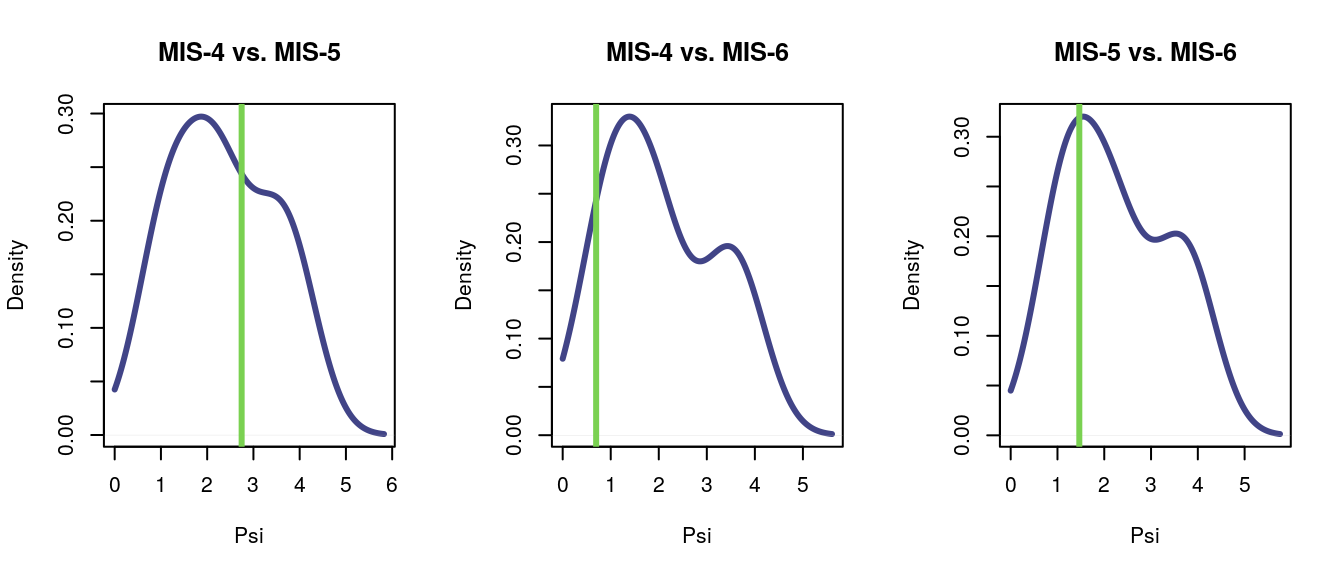 MIS-4 vs. MIS-5
Density
0.00 0.10 0.20 0.30
0 1 2 3 4 5 6
Psi
MIS-4 vs. MIS-6
Density
0.00 0.10 0.20 0.30
0 1 2 3 4 5
Psi
MIS-5 vs. MIS-6
Density
0.00 0.10 0.20 0.30
0 1 2 3 4 5
Psi